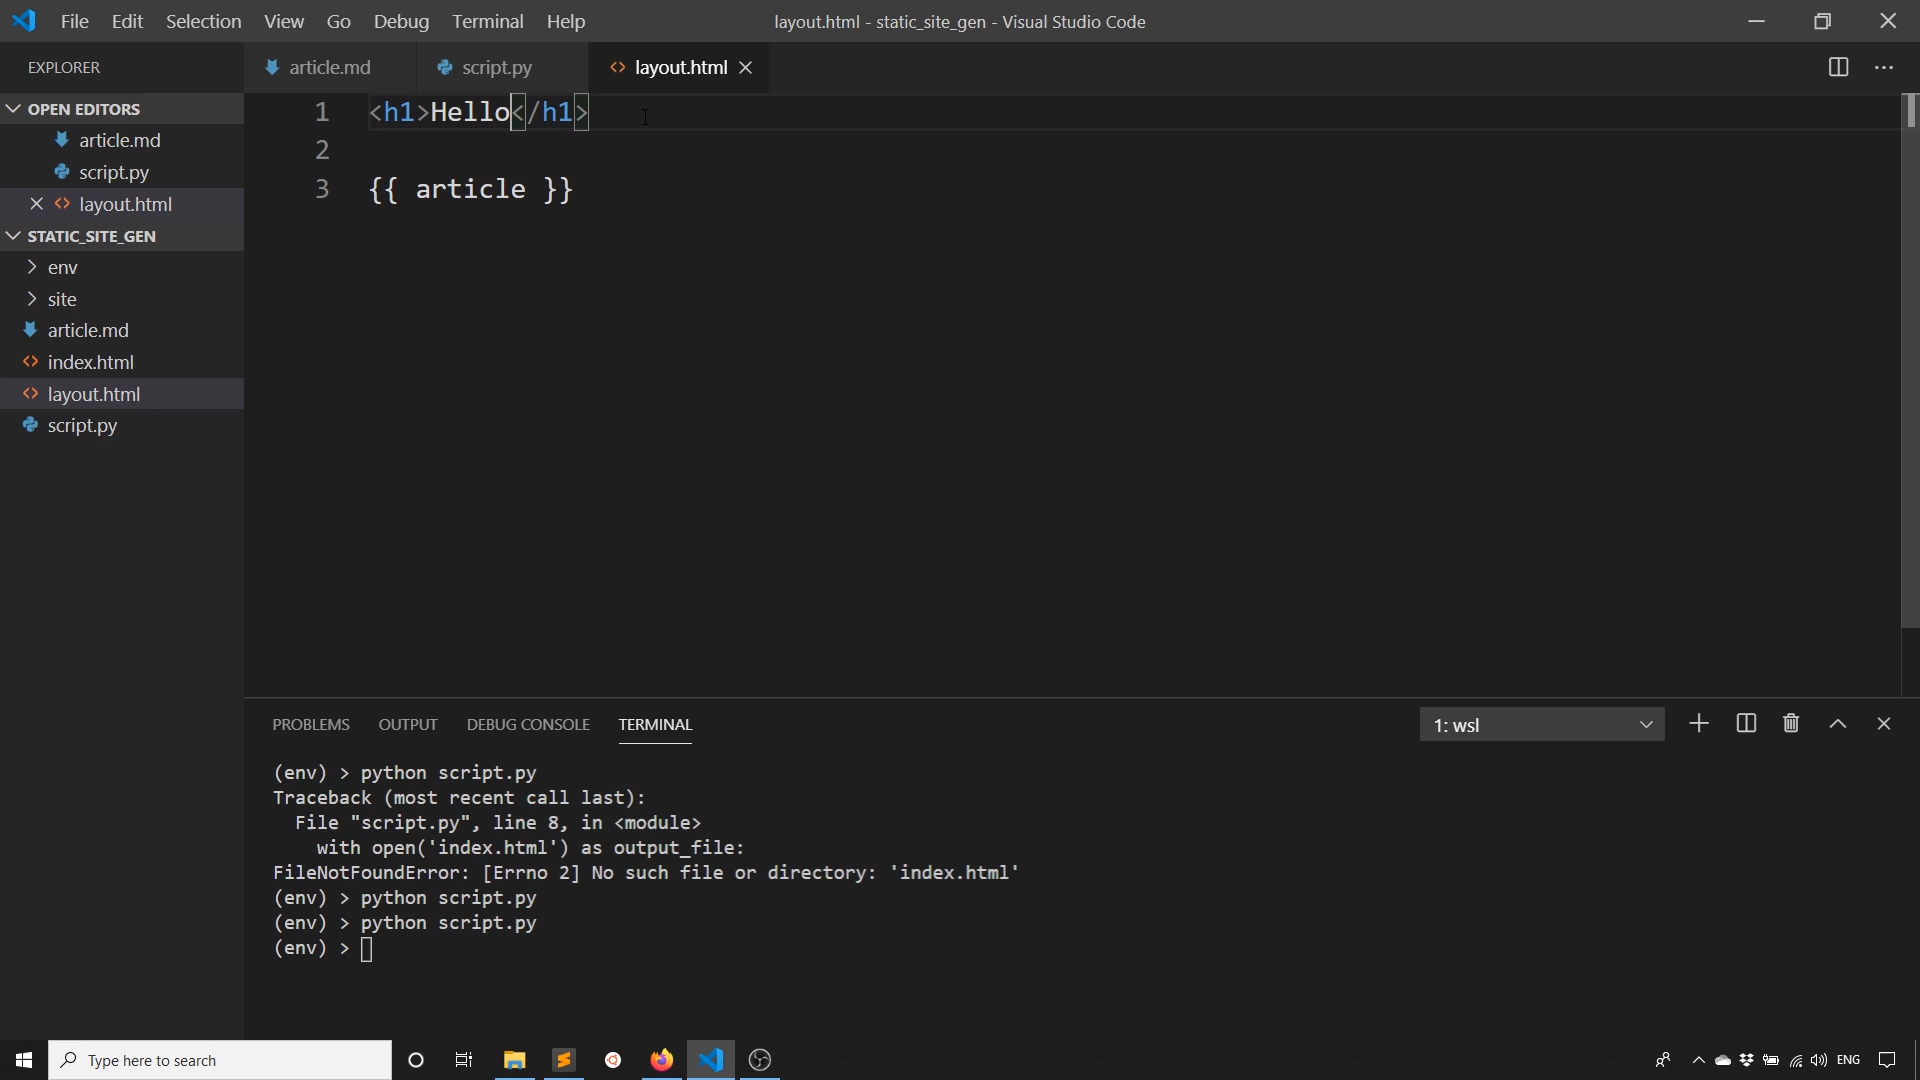 File Edit Selection View Go Debug Terminal Help
layout.html - static_site_gen - Visual Studio Code
EXPLORER
article.md
script.py
layout.html
OPEN EDITORS
article.md
script.py
layout.html
STATIC_SITE_GEN
env
site
article.md
index.html
layout.html
script.py
1 <h1>Hello</h1>
2
3 {{ article }}
PROBLEMS OUTPUT DEBUG CONSOLE TERMINAL
1: wsl
(env) > python script.py
Traceback (most recent call last):
File "script.py", line 8, in <module>
with open('index.html') as output_file:
FileNotFoundError: [Errno 2] No such file or directory: 'index.html'
(env) > python script.py
(env) > python script.py
(env) >
Type here to search
ENG